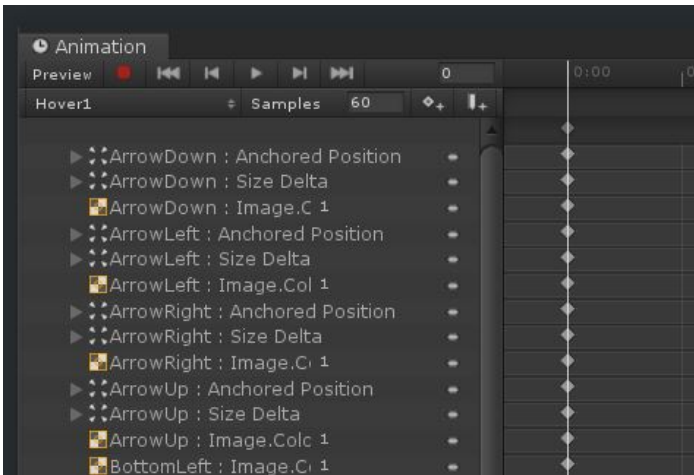 Animation
Preview 0 0:00
Hover1 Samples 60
ArrowDown : Anchored Position
ArrowDown : Size Delta
ArrowDown : Image.C 1
ArrowLeft : Anchored Position
ArrowLeft : Size Delta
ArrowLeft : Image.Col 1
ArrowRight : Anchored Position
ArrowRight : Size Delta
ArrowRight : Image.C 1
ArrowUp : Anchored Position
ArrowUp : Size Delta
ArrowUp : Image.Colc 1
BottomLeft : Image.C 1